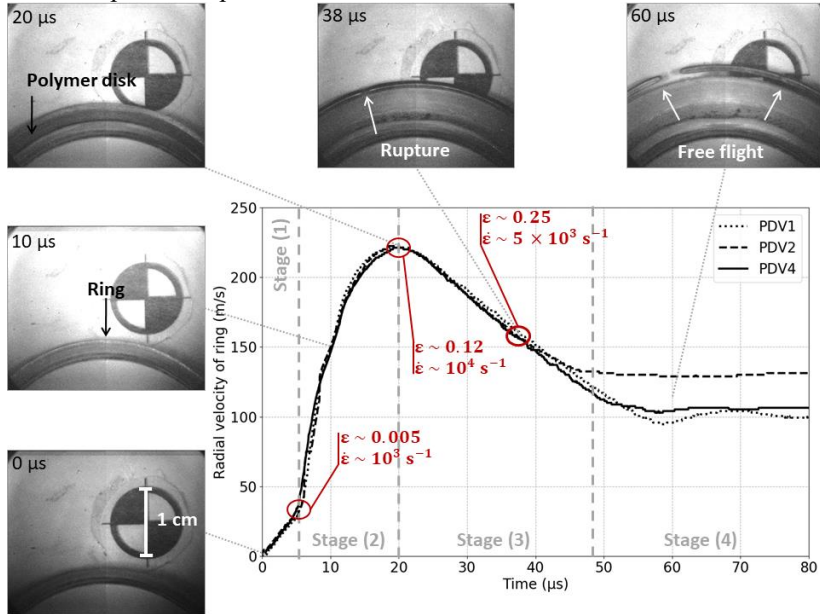 20 µs
Polymer disk
38 µs
Rupture
60 µs
Free flight
10 µs
Ring
0 µs
1 cm
250
200
150
100
50
0
Radial velocity of ring (m/s)
Stage (1)
ε ~ 0.25
ε̇ ~ 5 × 10³ s⁻¹
PDV1
PDV2
PDV4
ε ~ 0.12
ε̇ ~ 10⁴ s⁻¹
ε ~ 0.005
ε̇ ~ 10³ s⁻¹
Stage (2)
Stage (3)
Stage (4)
0 10 20 30 40 50 60 70 80
Time (µs)